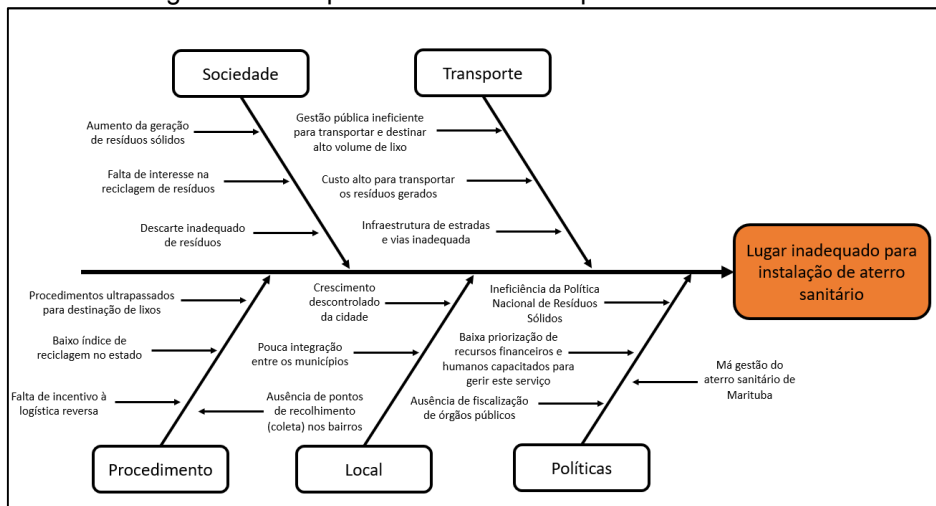 Sociedade
Transporte
Aumento da geração
de resíduos sólidos
Falta de interesse na
reciclagem de resíduos
Descarte inadequado
de resíduos
Gestão pública ineficiente
para transportar e destinar
alto volume de lixo
Custo alto para transportar
os resíduos gerados
Infraestrutura de estradas
e vias inadequada
Lugar inadequado para
instalação de aterro
sanitário
Procedimentos ultrapassados
para destinação de lixos
Baixo índice de
reciclagem no estado
Falta de incentivo à
logística reversa
Crescimento
descontrolado
da cidade
Pouca integração
entre os municípios
Ausência de pontos
de recolhimento
(coleta) nos bairros
Ineficiência da Política
Nacional de Resíduos
Sólidos
Baixa priorização de
recursos financeiros e
humanos capacitados para
gerir este serviço
Ausência de fiscalização
de órgãos públicos
Má gestão do
aterro sanitário de
Marituba
Procedimento
Local
Políticas